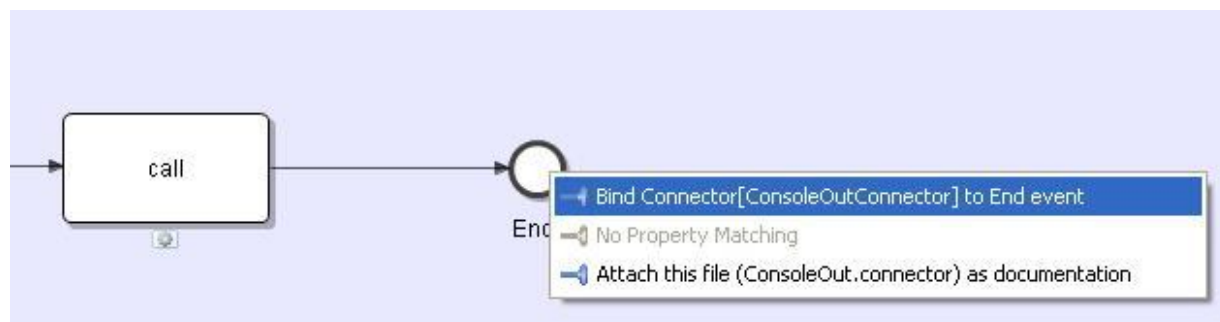 call
Bind Connector[ConsoleOutConnector] to End event
No Property Matching
Attach this file (ConsoleOut.connector) as documentation